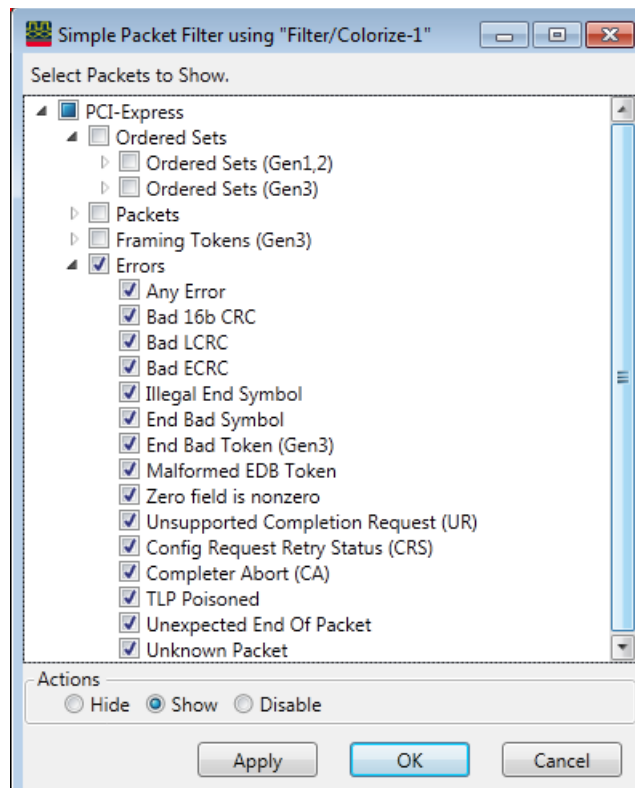 Simple Packet Filter using "Filter/Colorize-1"
Select Packets to Show.
PCI-Express
Ordered Sets
Ordered Sets (Gen1,2)
Ordered Sets (Gen3)
Packets
Framing Tokens (Gen3)
Errors
Any Error
Bad 16b CRC
Bad LCRC
Bad ECRC
Illegal End Symbol
End Bad Symbol
End Bad Token (Gen3)
Malformed EDB Token
Zero field is nonzero
Unsupported Completion Request (UR)
Config Request Retry Status (CRS)
Completer Abort (CA)
TLP Poisoned
Unexpected End Of Packet
Unknown Packet
Actions
Hide Show Disable
Apply OK Cancel